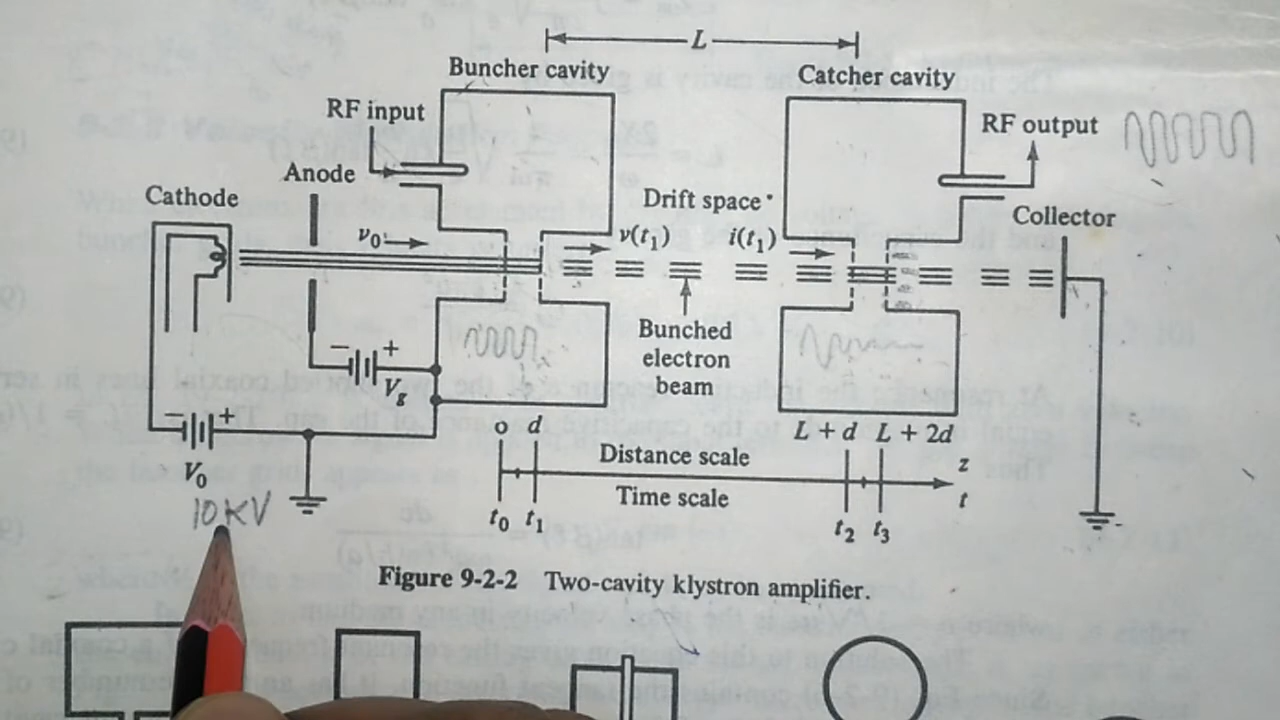 L
Buncher cavity
Catcher cavity
RF input
RF output
Anode
Cathode
Drift space
Collector
v0
v(t1)
i(t1)
Bunched
electron
beam
− +
Vg
− +
V0
10KV
o d
L + d L + 2d
Distance scale
z
Time scale
t
t0 t1
t2 t3
Figure 9-2-2 Two-cavity klystron amplifier.